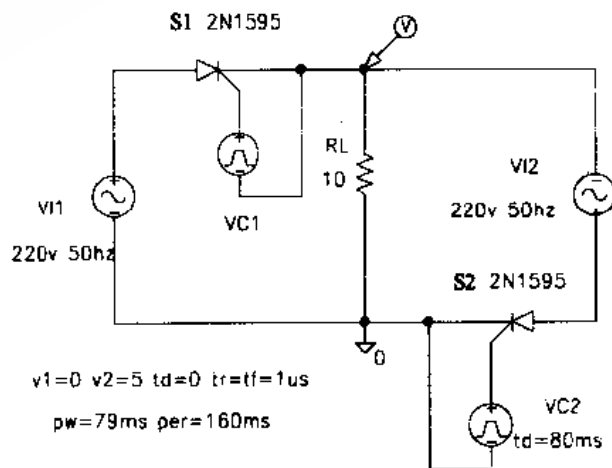 S1 2N1595
V
RL
10
VC1
VI1
220v 50hz
VI2
220v 50hz
S2 2N1595
0
v1=0 v2=5 td=0 tr=tf=1us
pw=79ms per=160ms
VC2
td=80ms